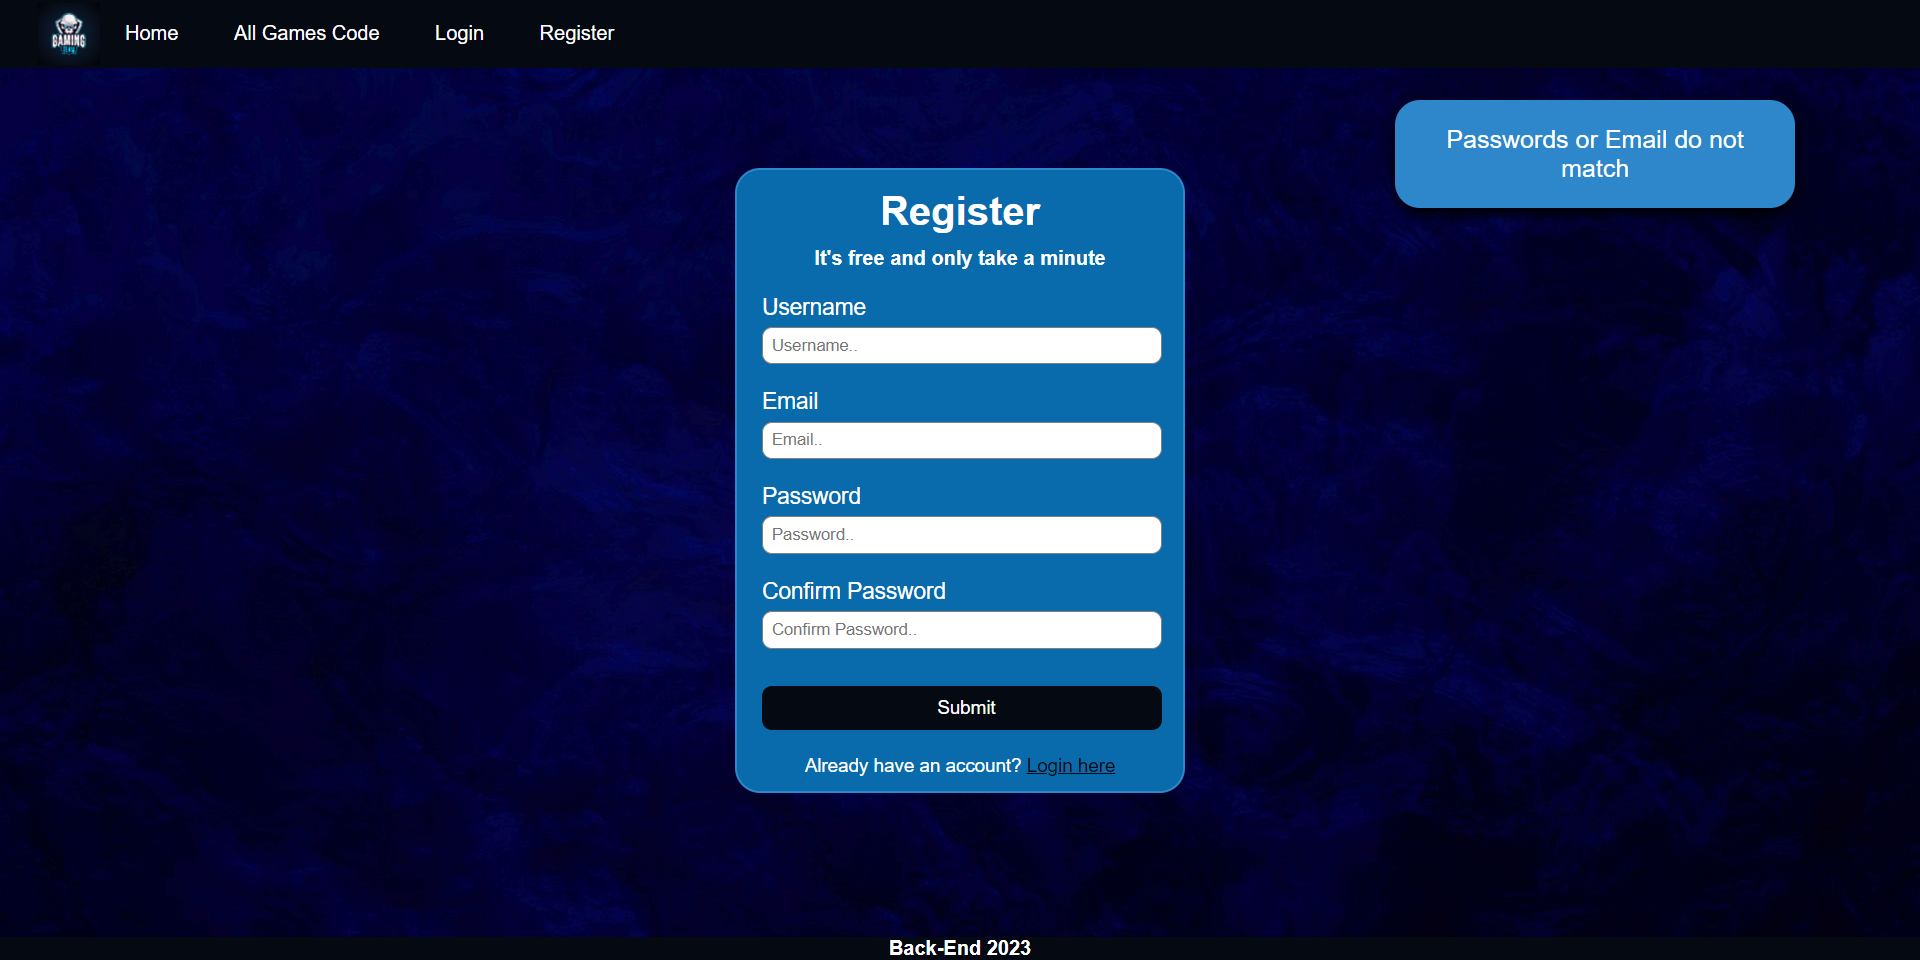 GAMING
Home
All Games Code
Login
Register
Passwords or Email do not
match
Register
It's free and only take a minute
Username
Username..
Email
Email..
Password
Password..
Confirm Password
Confirm Password..
Submit
Already have an account? Login here
Back-End 2023